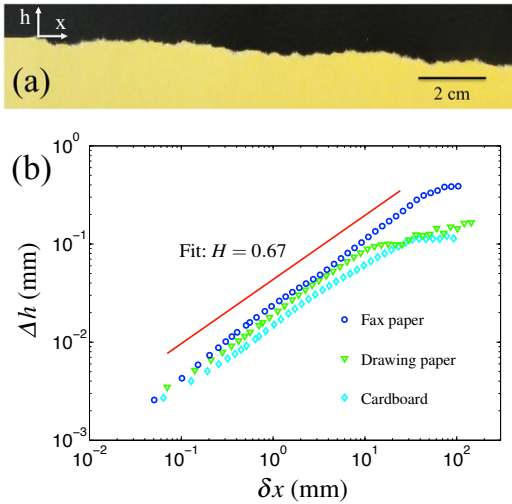 h
x
(a)
2 cm
(b)
10^0
10^-1
10^-2
10^-3
Δh (mm)
Fit: H = 0.67
Fax paper
Drawing paper
Cardboard
10^-2
10^-1
10^0
10^1
10^2
δx (mm)